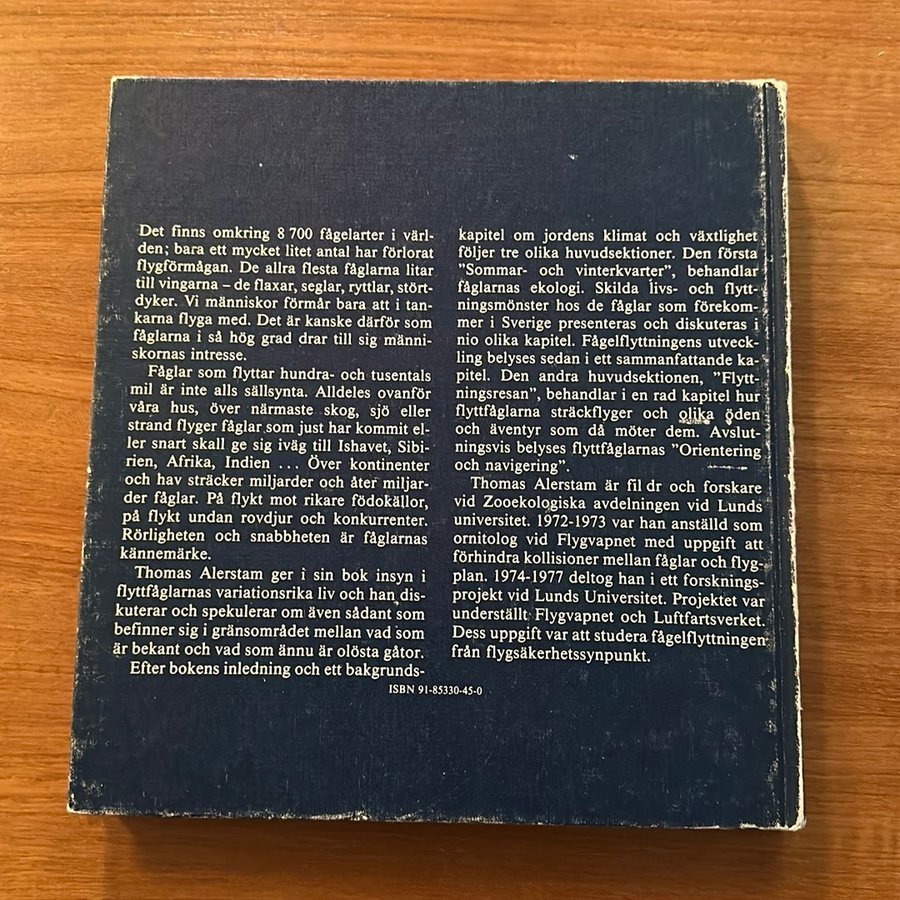 Det finns omkring 8 700 fågelarter i värl-
den; bara ett mycket litet antal har förlorat
flygförmågan. De allra flesta fåglarna litar
till vingarna – de flaxar, seglar, ryttlar, stört-
dyker. Vi människor förmår bara att i tan-
karna flyga med. Det är kanske därför som
fåglarna i så hög grad drar till sig männi-
skornas intresse.
Fåglar som flyttar hundra- och tusentals
mil är inte alls sällsynta. Alldeles ovanför
våra hus, över närmaste skog, sjö eller
strand flyger fåglar som just har kommit el-
ler snart skall ge sig iväg till Ishavet, Sibi-
rien, Afrika, Indien ... Över kontinenter
och hav sträcker miljarder och åter miljar-
der fåglar. På flykt mot rikare födokällor,
på flykt undan rovdjur och konkurrenter.
Rörligheten och snabbheten är fåglarnas
kännemärke.
Thomas Alerstam ger i sin bok insyn i
flyttfåglarnas variationsrika liv och han dis-
kuterar och spekulerar om även sådant som
befinner sig i gränsområdet mellan vad som
är bekant och vad som ännu är olösta gåtor.
Efter bokens inledning och ett bakgrunds-
kapitel om jordens klimat och växtlighet
följer tre olika huvudsektioner. Den första
"Sommar- och vinterkvarter", behandlar
fåglarnas ekologi. Skilda livs- och flytt-
ningsmönster hos de fåglar som förekom-
mer i Sverige presenteras och diskuteras i
nio olika kapitel. Fågelflyttningens utveck-
ling belyses sedan i ett sammanfattande ka-
pitel. Den andra huvudsektionen, "Flytt-
ningsresan", behandlar i en rad kapitel hur
flyttfåglarna sträckflyger och olika öden
och äventyr som då möter dem. Avslut-
ningsvis belyses flyttfåglarnas "Orientering
och navigering".
Thomas Alerstam är fil dr och forskare
vid Zooekologiska avdelningen vid Lunds
universitet. 1972-1973 var han anställd som
ornitolog vid Flygvapnet med uppgift att
förhindra kollisioner mellan fåglar och flyg-
plan. 1974-1977 deltog han i ett forsknings-
projekt vid Lunds Universitet. Projektet var
underställt Flygvapnet och Luftfartsverket.
Dess uppgift var att studera fågelflyttningen
från flygsäkerhetssynpunkt.
ISBN 91-85330-45-0